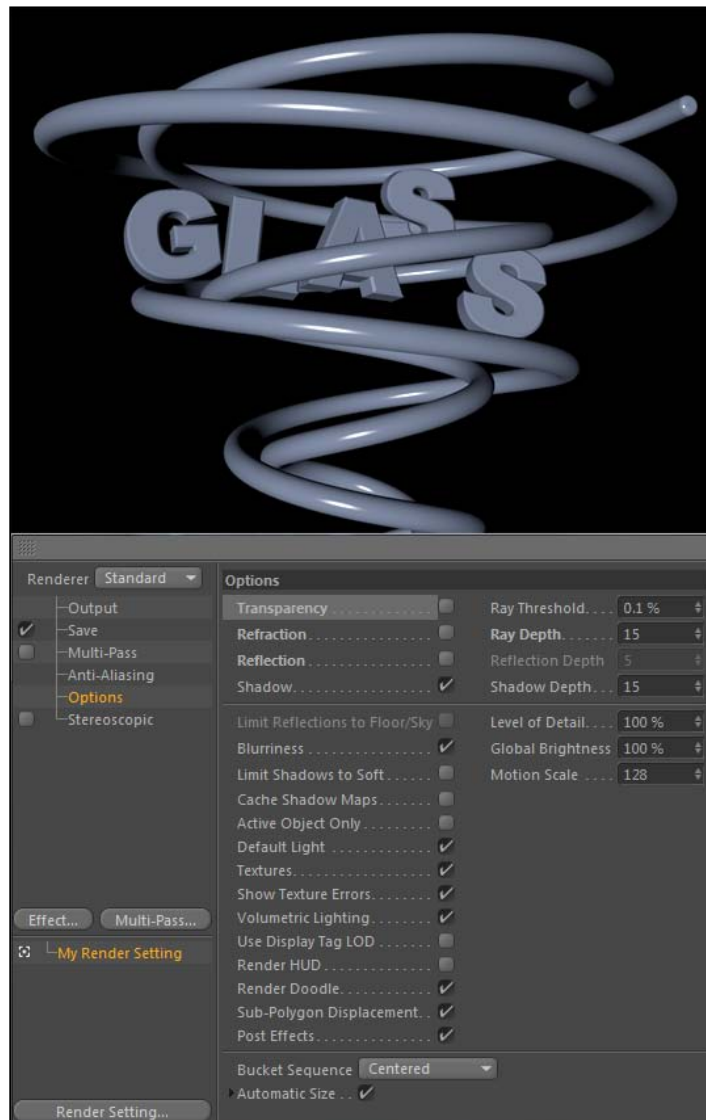 GLASS
Renderer Standard
Output
Save
Multi-Pass
Anti-Aliasing
Options
Stereoscopic
Effect... Multi-Pass...
My Render Setting
Render Setting...
Options
Transparency . . . . . . . . . . . . . Ray Threshold. . . . 0.1 %
Refraction. . . . . . . . . . . . . . . . Ray Depth. . . . . . . 15
Reflection . . . . . . . . . . . . . . . . Reflection Depth 5
Shadow. . . . . . . . . . . . . . . . . . Shadow Depth. . . 15
Limit Reflections to Floor/Sky Level of Detail. . . . 100 %
Blurriness . . . . . . . . . . . . . . . . Global Brightness 100 %
Limit Shadows to Soft . . . . . . Motion Scale . . . . 128
Cache Shadow Maps. . . . . . .
Active Object Only . . . . . . . . .
Default Light . . . . . . . . . . . . .
Textures. . . . . . . . . . . . . . . . .
Show Texture Errors. . . . . . . .
Volumetric Lighting. . . . . . . .
Use Display Tag LOD . . . . . . .
Render HUD. . . . . . . . . . . . . .
Render Doodle. . . . . . . . . . . .
Sub-Polygon Displacement. .
Post Effects. . . . . . . . . . . . . . .
Bucket Sequence Centered
Automatic Size . .